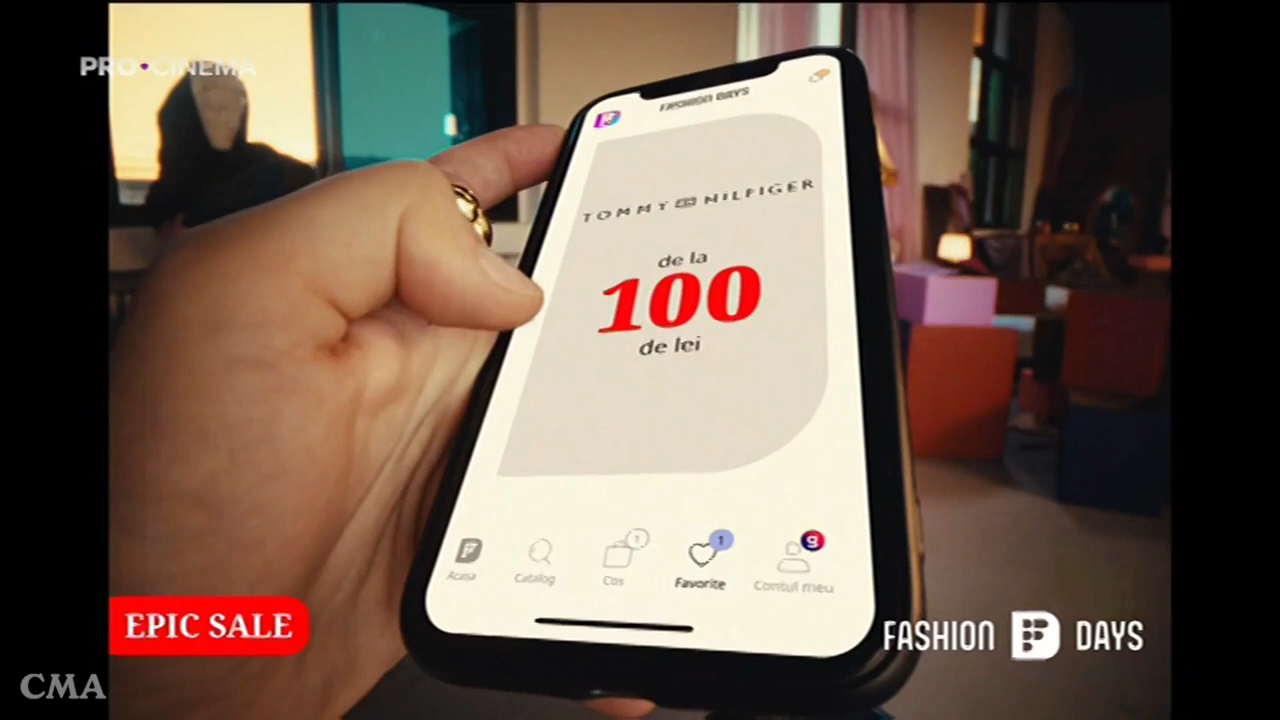 PRO•CINEMA
FASHION DAYS
TOMMY HILFIGER
de la
100
de lei
1
1
g
Acasa
Catalog
Cos
Favorite
Contul meu
EPIC SALE
FASHION DAYS
CMA